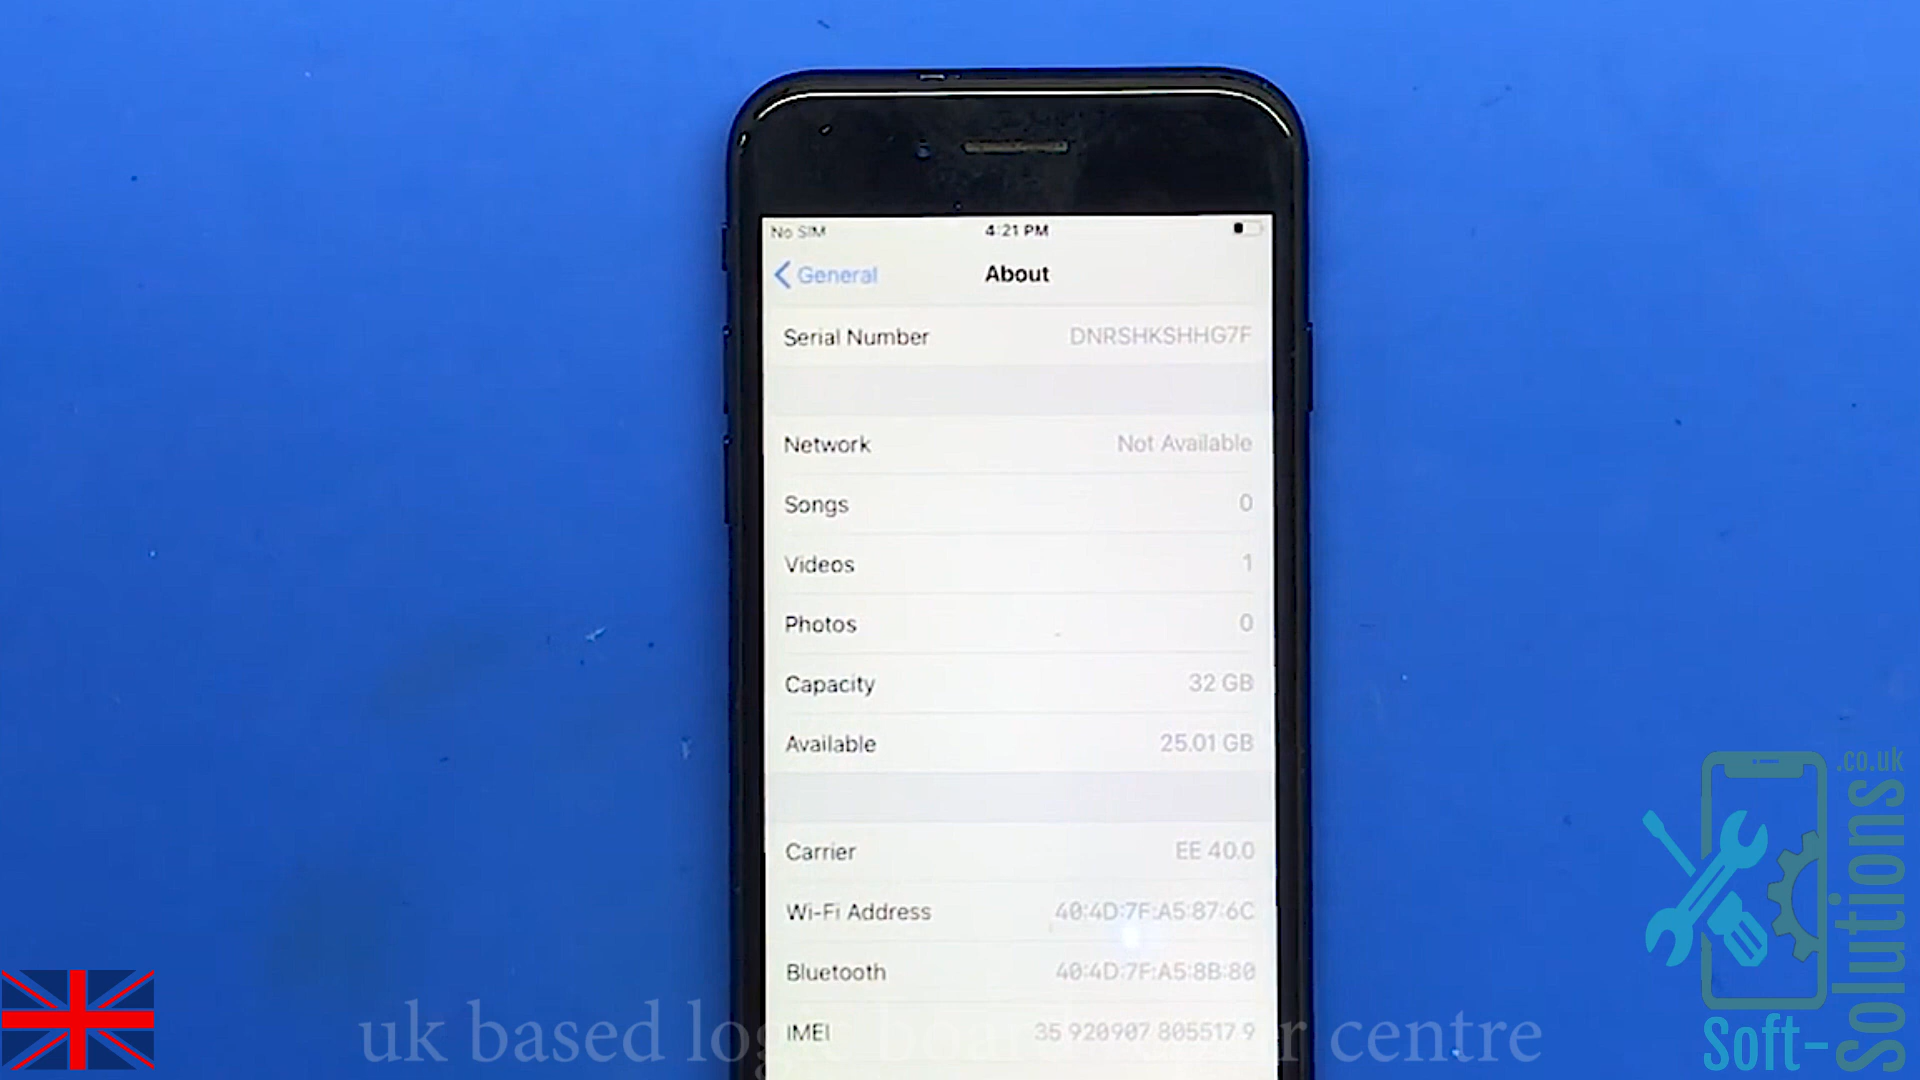 No SIM 4:21 PM
General About
Serial Number DNRSHKSHHG7F
Network Not Available
Songs 0
Videos 1
Photos 0
Capacity 32 GB
Available 25.01 GB
Carrier EE 40.0
Wi-Fi Address 40:4D:7F:A5:87:6C
Bluetooth 40:4D:7F:A5:8B:80
IMEI 35 920907 805517 9
uk based centre
Soft-Solutions.co.uk